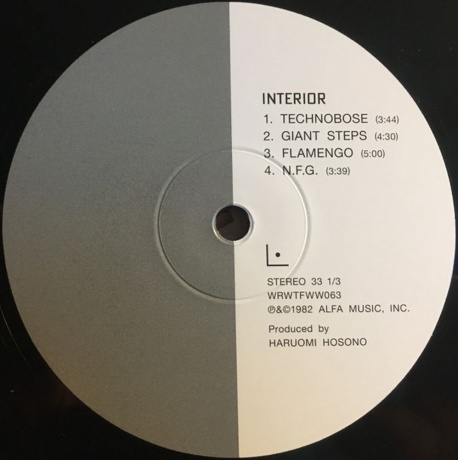 INTERIOR
1. TECHNOBOSE (3:44)
2. GIANT STEPS (4:30)
3. FLAMENGO (5:00)
4. N.F.G. (3:39)
STEREO 33 1/3
WRWTFWW063
℗&©1982 ALFA MUSIC, INC.
Produced by
HARUOMI HOSONO